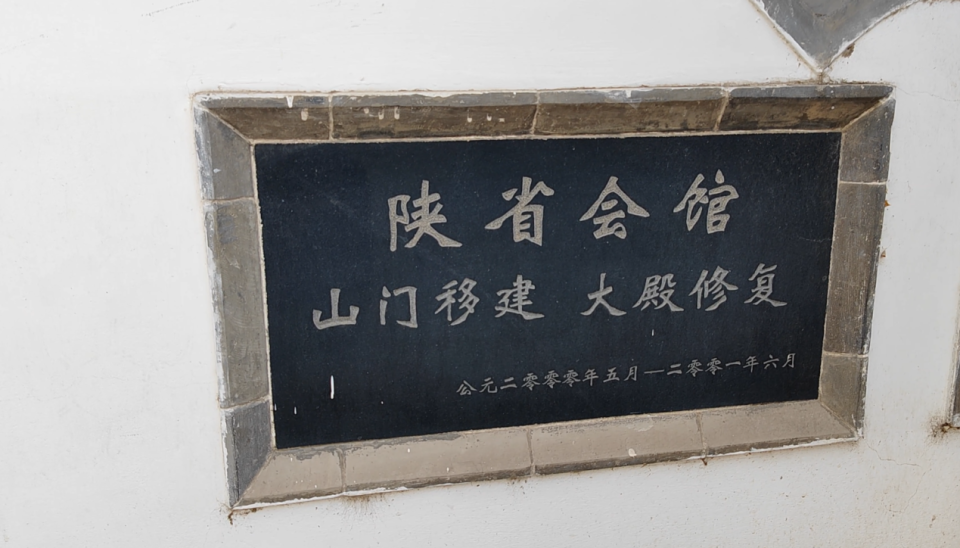 陕省会馆
山门移建 大殿修复
公元二零零零年五月—二零零一年六月